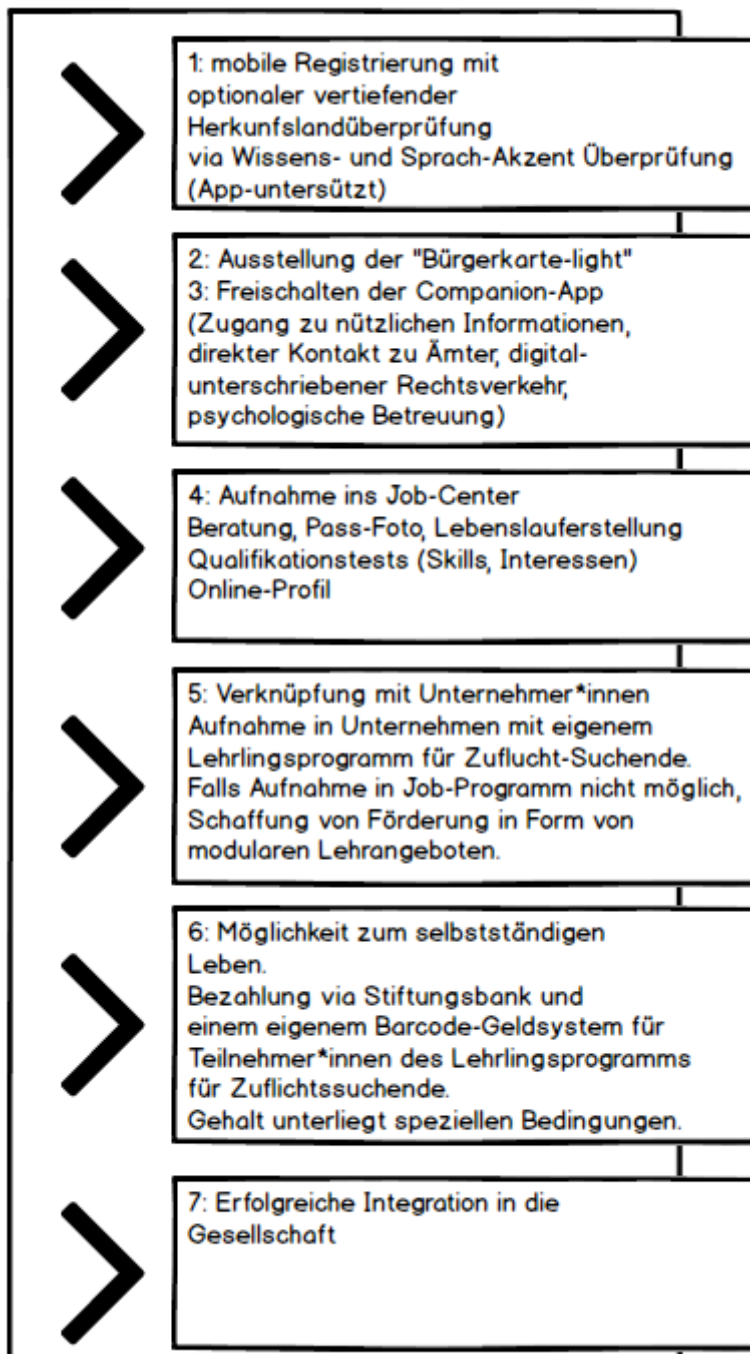 1: mobile Registrierung mit
optionaler vertiefender
Herkunfslandüberprüfung
via Wissens- und Sprach-Akzent Überprüfung
(App-untersützt)
2: Ausstellung der "Bürgerkarte-light"
3: Freischalten der Companion-App
(Zugang zu nützlichen Informationen,
direkter Kontakt zu Ämter, digital-
unterschriebener Rechtsverkehr,
psychologische Betreuung)
4: Aufnahme ins Job-Center
Beratung, Pass-Foto, Lebenslauferstellung
Qualifikationstests (Skills, Interessen)
Online-Profil
5: Verknüpfung mit Unternehmer*innen
Aufnahme in Unternehmen mit eigenem
Lehrlingsprogramm für Zuflucht-Suchende.
Falls Aufnahme in Job-Programm nicht möglich,
Schaffung von Förderung in Form von
modularen Lehrangeboten.
6: Möglichkeit zum selbstständigen
Leben.
Bezahlung via Stiftungsbank und
einem eigenem Barcode-Geldsystem für
Teilnehmer*innen des Lehrlingsprogramms
für Zuflichtssuchende.
Gehalt unterliegt speziellen Bedingungen.
7: Erfolgreiche Integration in die
Gesellschaft